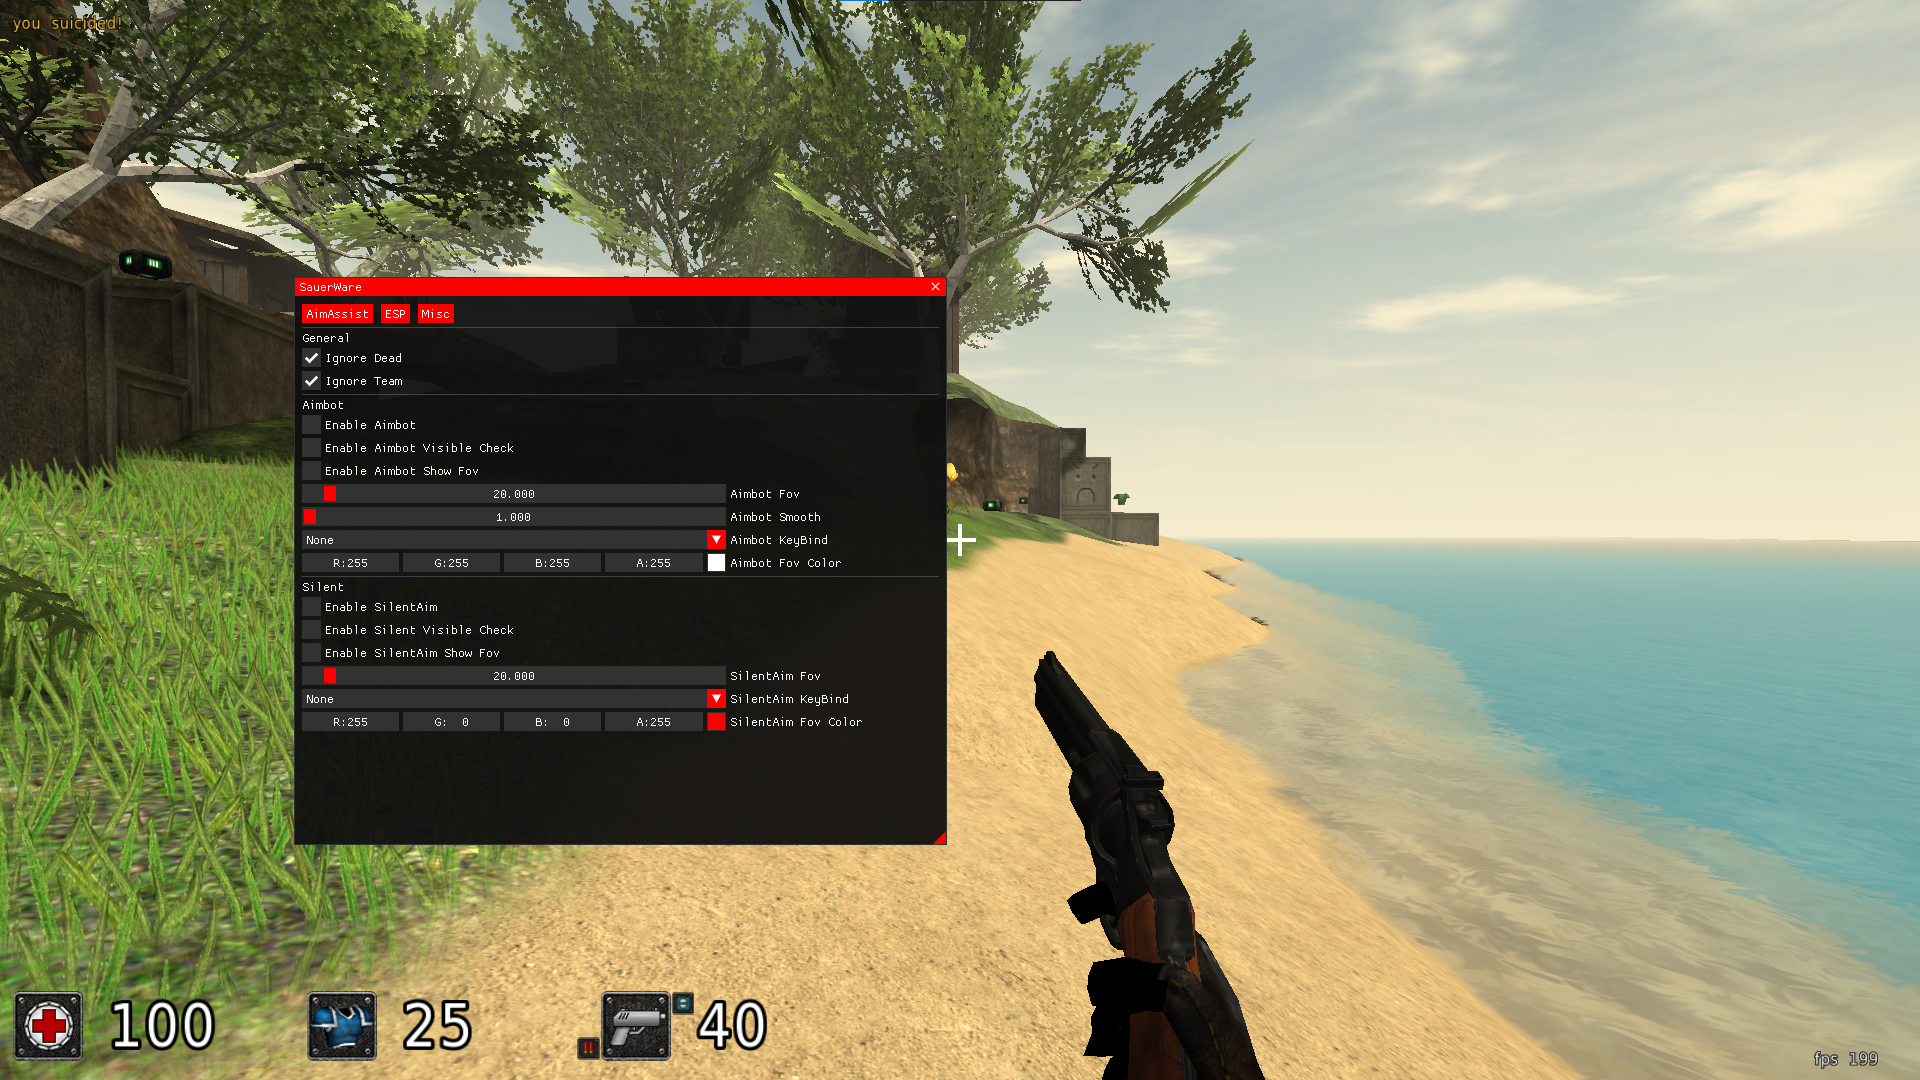 you suicided!
SauerWare
AimAssist ESP Misc
General
Ignore Dead
Ignore Team
Aimbot
Enable Aimbot
Enable Aimbot Visible Check
Enable Aimbot Show Fov
20.000 Aimbot Fov
1.000 Aimbot Smooth
None Aimbot KeyBind
R:255 G:255 B:255 A:255 Aimbot Fov Color
Silent
Enable SilentAim
Enable Silent Visible Check
Enable SilentAim Show Fov
20.000 SilentAim Fov
None SilentAim KeyBind
R:255 G: 0 B: 0 A:255 SilentAim Fov Color
100 25 40
fps 199